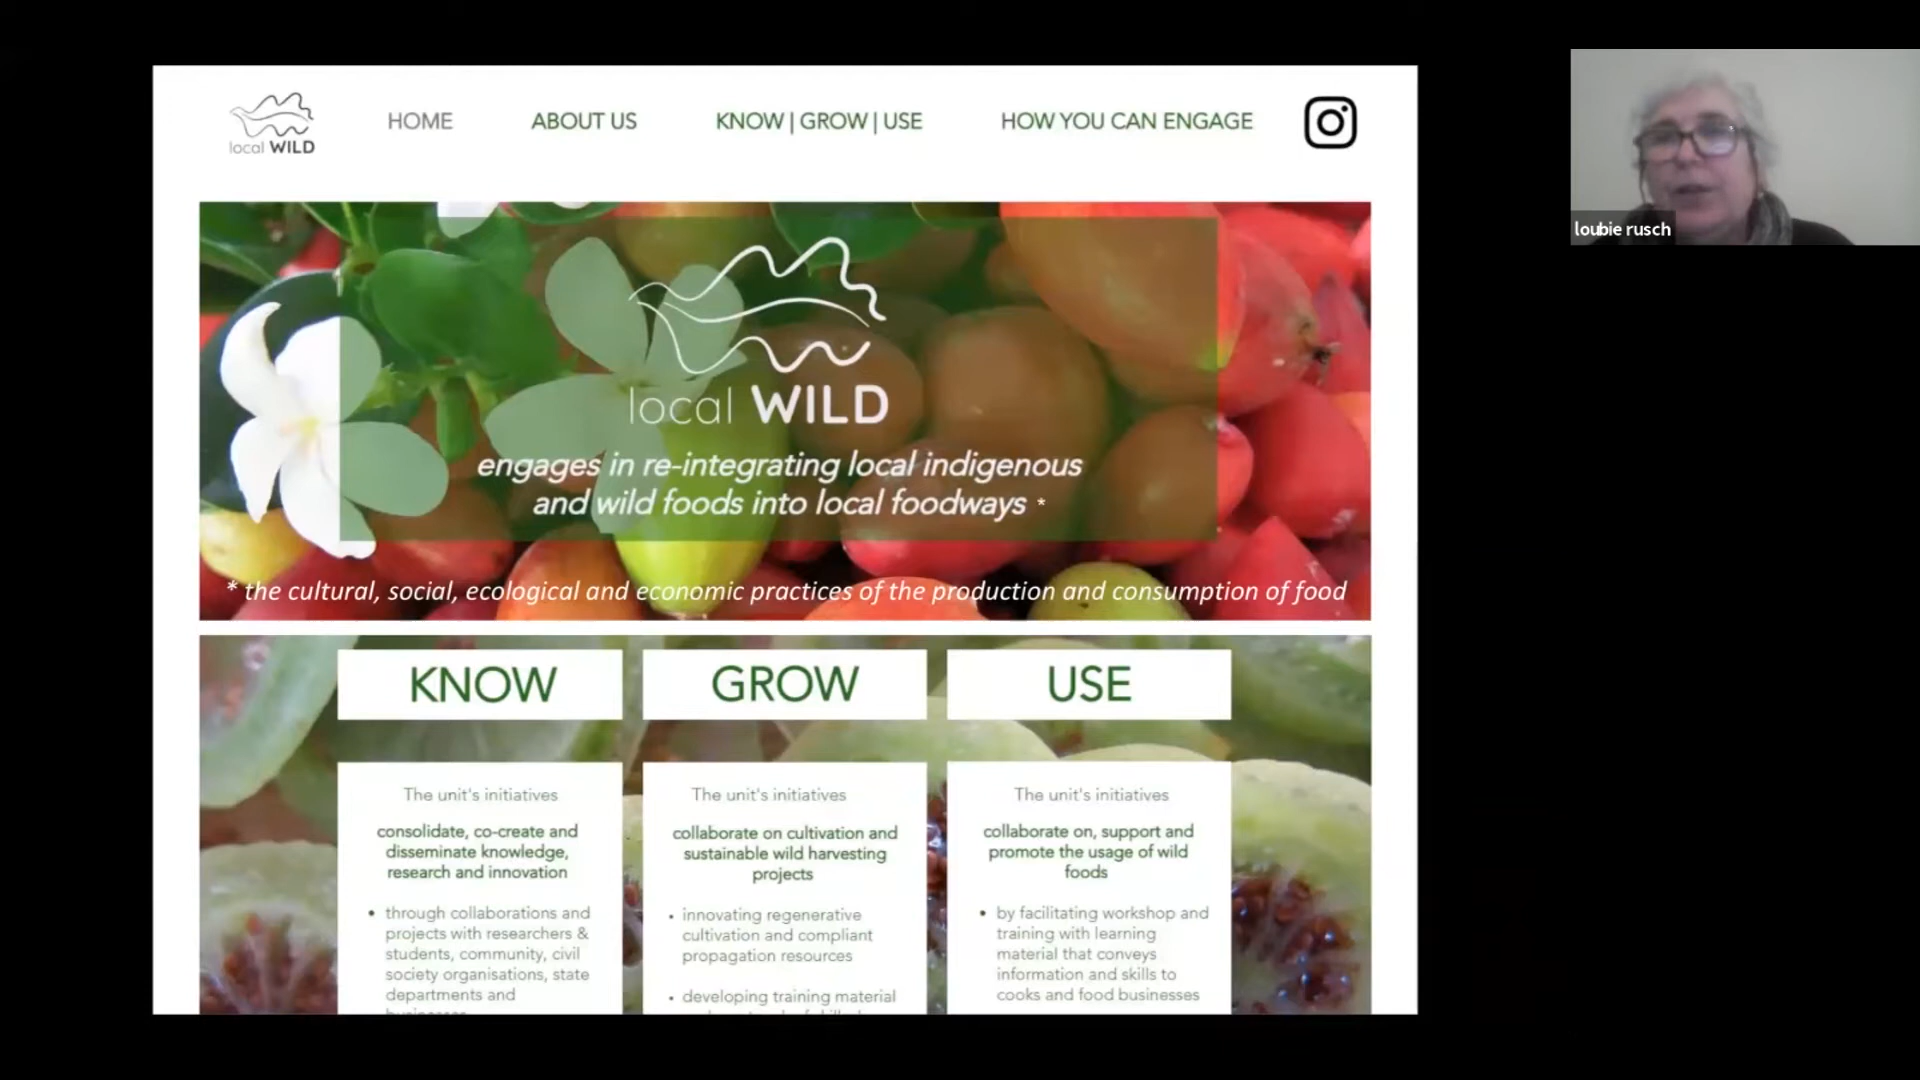 local WILD
HOME
ABOUT US
KNOW | GROW | USE
HOW YOU CAN ENGAGE
loubie rusch
local WILD
engages in re-integrating local indigenous
and wild foods into local foodways *
* the cultural, social, ecological and economic practices of the production and consumption of food
KNOW
The unit's initiatives
consolidate, co-create and
disseminate knowledge,
research and innovation
• through collaborations and
projects with researchers &
students, community, civil
society organisations, state
departments and
GROW
The unit's initiatives
collaborate on cultivation and
sustainable wild harvesting
projects
• innovating regenerative
cultivation and compliant
propagation resources
• developing training material
USE
The unit's initiatives
collaborate on, support and
promote the usage of wild
foods
• by facilitating workshop and
training with learning
material that conveys
information and skills to
cooks and food businesses